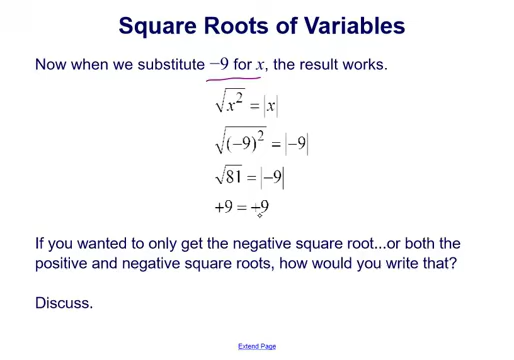 Square Roots of Variables
Now when we substitute −9 for x, the result works.
√x² = |x|
√(−9)² = |−9|
√81 = |−9|
+9 = +9
If you wanted to only get the negative square root...or both the
positive and negative square roots, how would you write that?
Discuss.
Extend Page